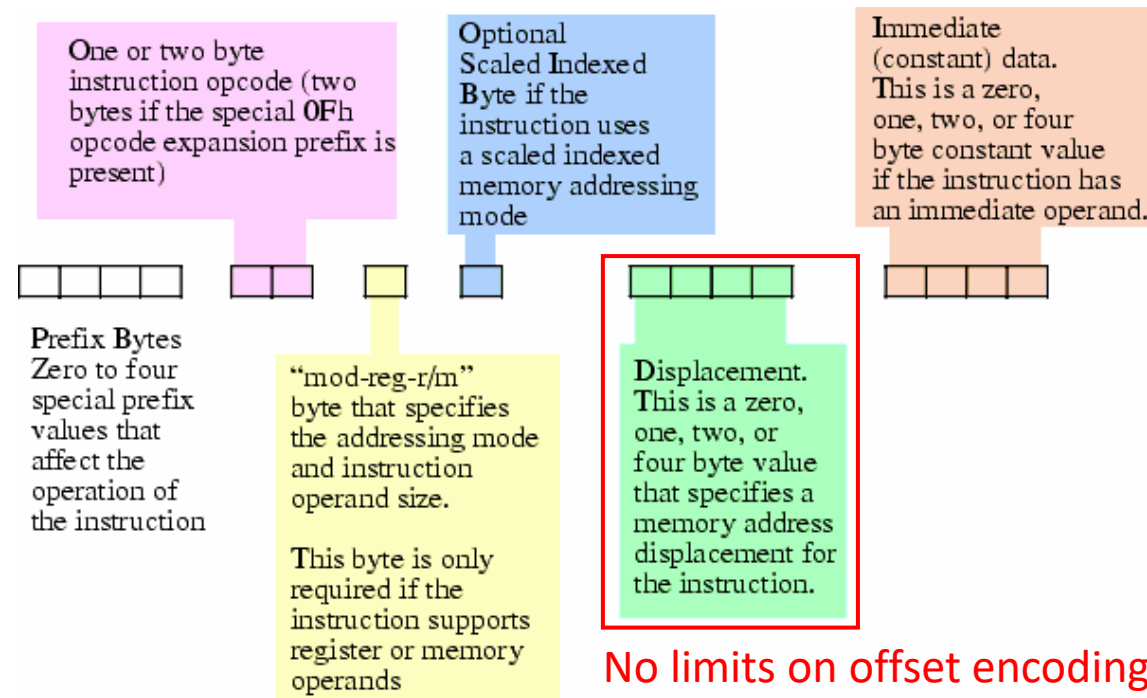 One or two byte
instruction opcode (two
bytes if the special 0Fh
opcode expansion prefix is
present)
Optional
Scaled Indexed
Byte if the
instruction uses
a scaled indexed
memory addressing
mode
Immediate
(constant) data.
This is a zero,
one, two, or four
byte constant value
if the instruction has
an immediate operand.
Prefix Bytes
Zero to four
special prefix
values that
affect the
operation of
the instruction
“mod-reg-r/m”
byte that specifies
the addressing mode
and instruction
operand size.
This byte is only
required if the
instruction supports
register or memory
operands
Displacement.
This is a zero,
one, two, or
four byte value
that specifies a
memory address
displacement for
the instruction.
No limits on offset encoding